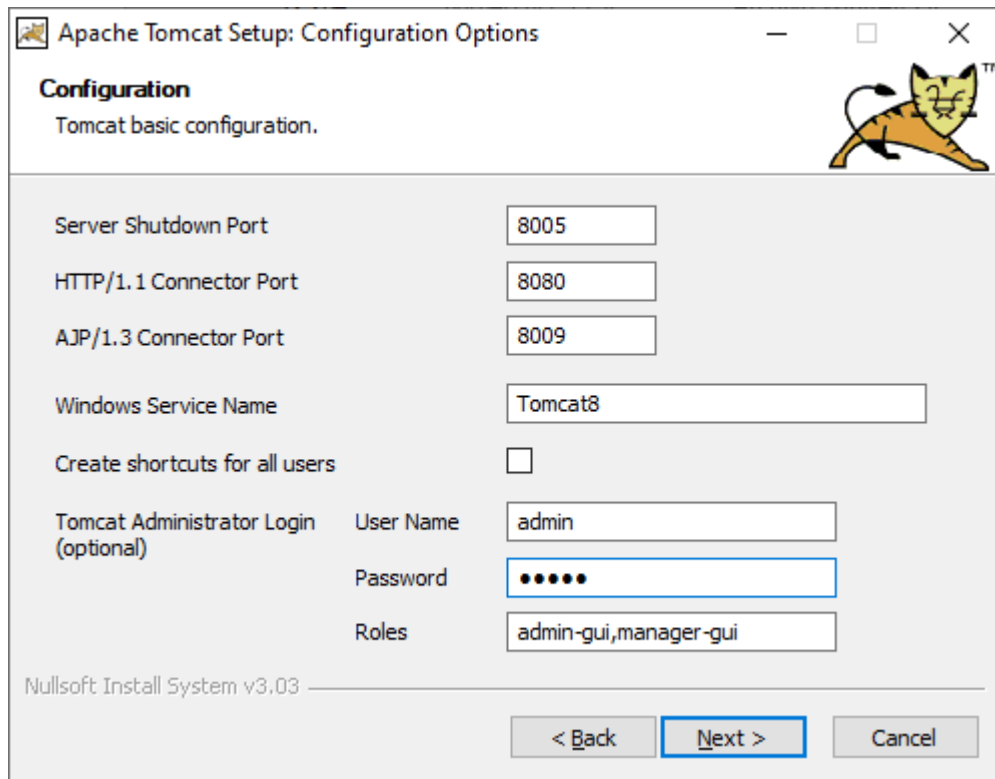 Apache Tomcat Setup: Configuration Options
Configuration
Tomcat basic configuration.
TM
Server Shutdown Port 8005
HTTP/1.1 Connector Port 8080
AJP/1.3 Connector Port 8009
Windows Service Name Tomcat8
Create shortcuts for all users
Tomcat Administrator Login User Name admin
(optional)
Password •••••
Roles admin-gui,manager-gui
Nullsoft Install System v3.03
< Back Next > Cancel